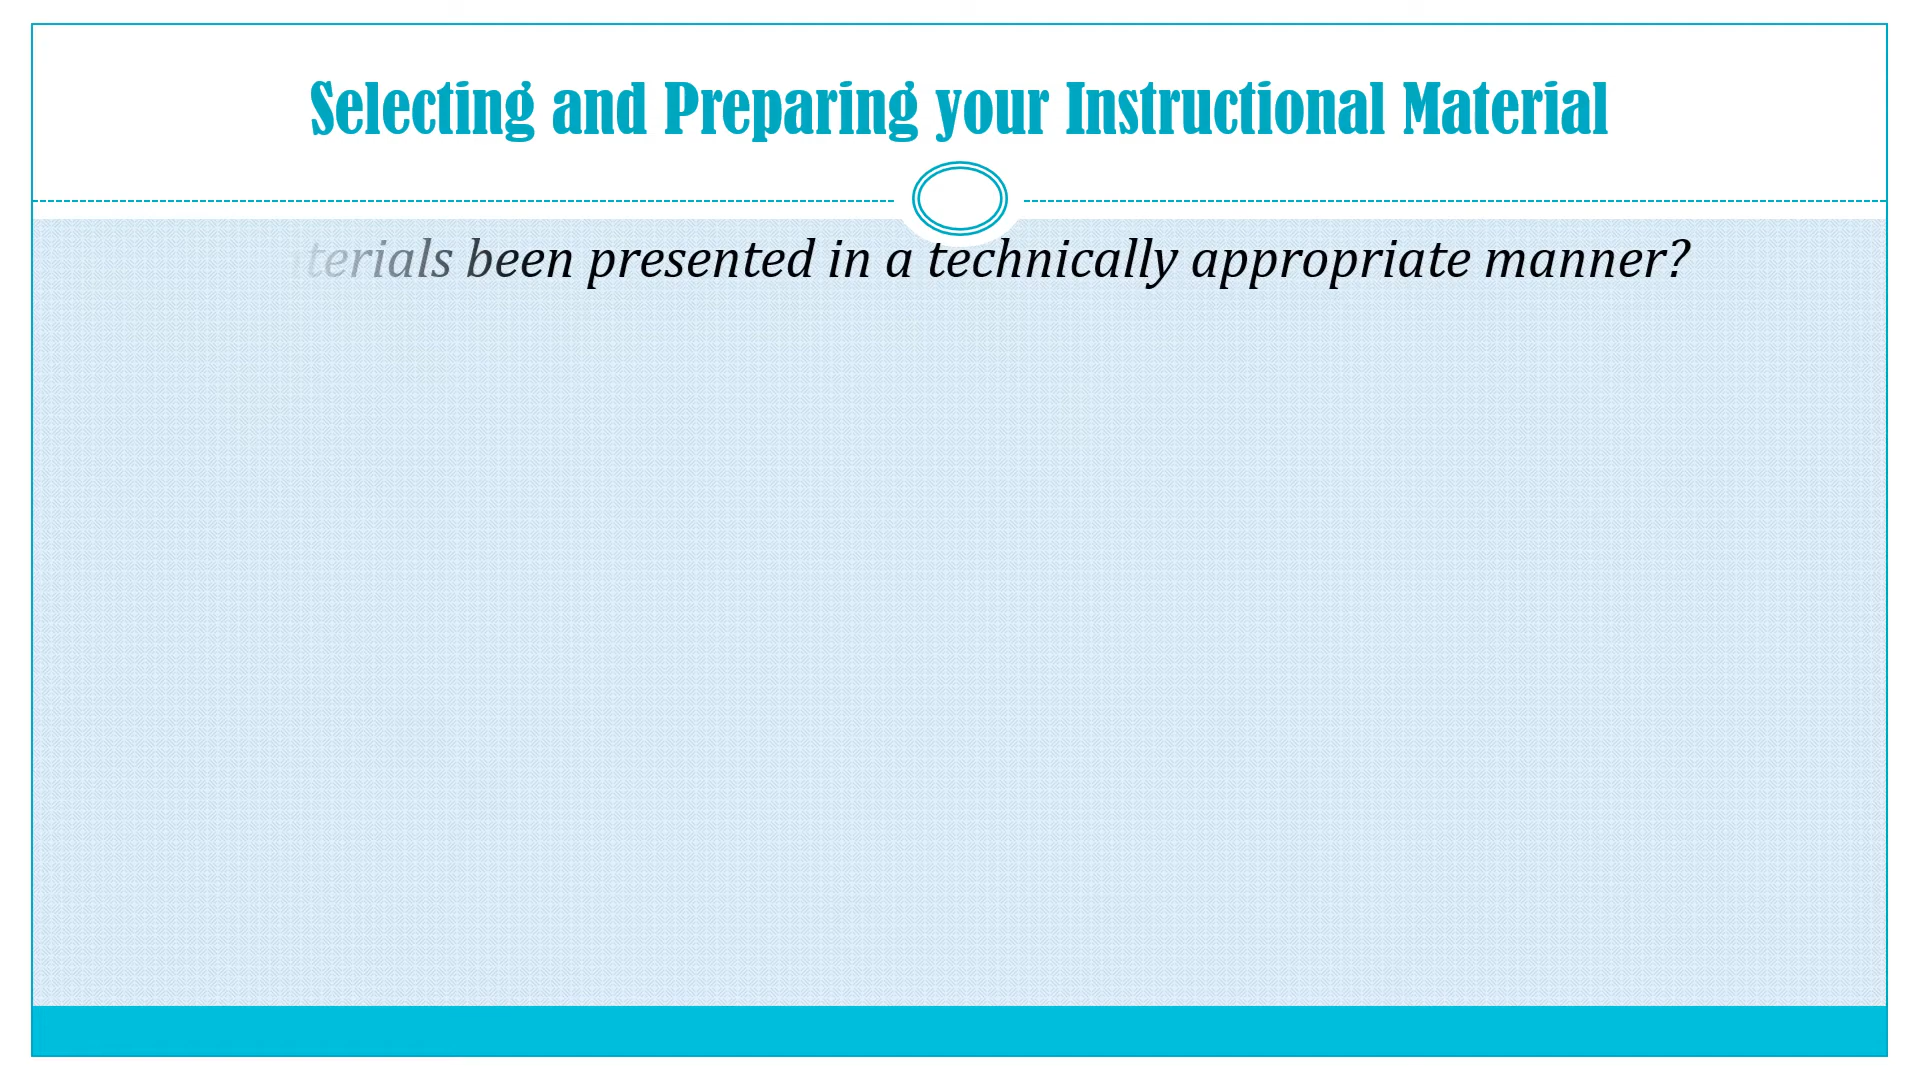 Selecting and Preparing your Instructional Material
terials been presented in a technically appropriate manner?